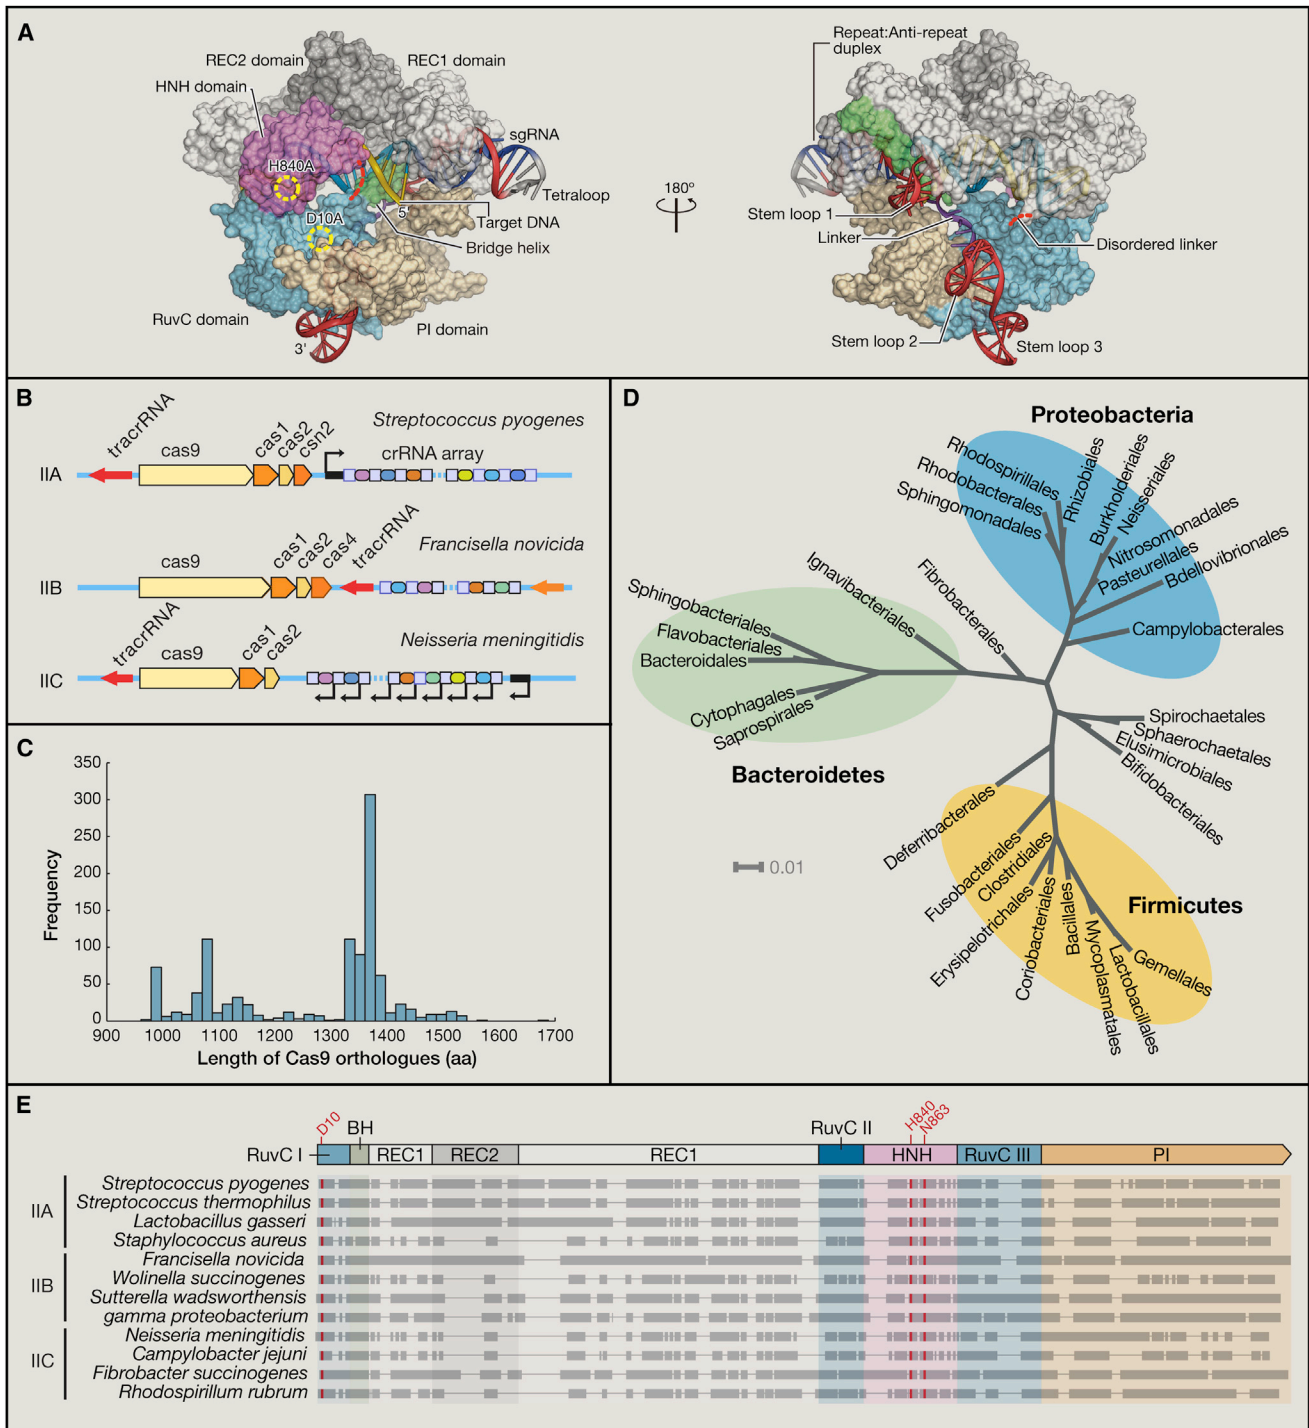 A
REC2 domain
REC1 domain
HNH domain
sgRNA
H840A
D10A
5'
Tetraloop
Target DNA
Bridge helix
RuvC domain
PI domain
3'
180°
Repeat:Anti-repeat
duplex
Stem loop 1
Linker
Disordered linker
Stem loop 2
Stem loop 3
B
Streptococcus pyogenes
tracrRNA
cas9
cas1
cas2
csn2
crRNA array
IIA
Francisella novicida
cas9
cas1
cas2
cas4
tracrRNA
IIB
Neisseria meningitidis
tracrRNA
cas9
cas1
cas2
IIC
C
350
300
250
200
150
100
50
0
Frequency
900
1000
1100
1200
1300
1400
1500
1600
1700
Length of Cas9 orthologues (aa)
D
Proteobacteria
Rhodospirillales
Rhodobacterales
Sphingomonadales
Rhizobiales
Burkholderiales
Neisseriales
Nitrosomonadales
Pasteurellales
Bdellovibrionales
Campylobacterales
Fibrobacterales
Ignavibacteriales
Sphingobacteriales
Flavobacteriales
Bacteroidales
Cytophagales
Saprospirales
Bacteroidetes
Spirochaetales
Sphaerochaetales
Elusimicrobiales
Bifidobacteriales
Deferribacterales
0.01
Fusobacteriales
Clostridiales
Erysipelotrichales
Coriobacteriales
Bacillales
Mycoplasmatales
Lactobacillales
Gemellales
Firmicutes
E
D10
BH
RuvC II
H840
N863
RuvC I
REC1
REC2
REC1
HNH
RuvC III
PI
IIA
Streptococcus pyogenes
Streptococcus thermophilus
Lactobacillus gasseri
Staphylococcus aureus
IIB
Francisella novicida
Wolinella succinogenes
Sutterella wadsworthensis
gamma proteobacterium
IIC
Neisseria meningitidis
Campylobacter jejuni
Fibrobacter succinogenes
Rhodospirillum rubrum